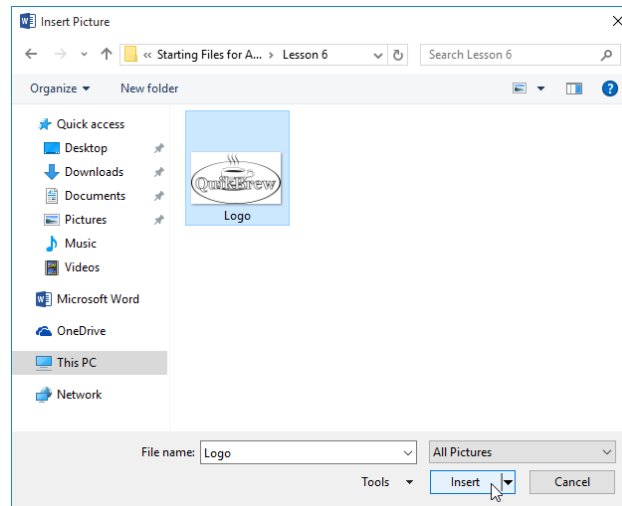 Insert Picture
« Starting Files for A... › Lesson 6
Search Lesson 6
Organize
New folder
Quick access
Desktop
Downloads
Documents
Pictures
Music
Videos
Microsoft Word
OneDrive
This PC
Network
QuikBrew
Logo
File name: Logo
All Pictures
Tools
Insert
Cancel